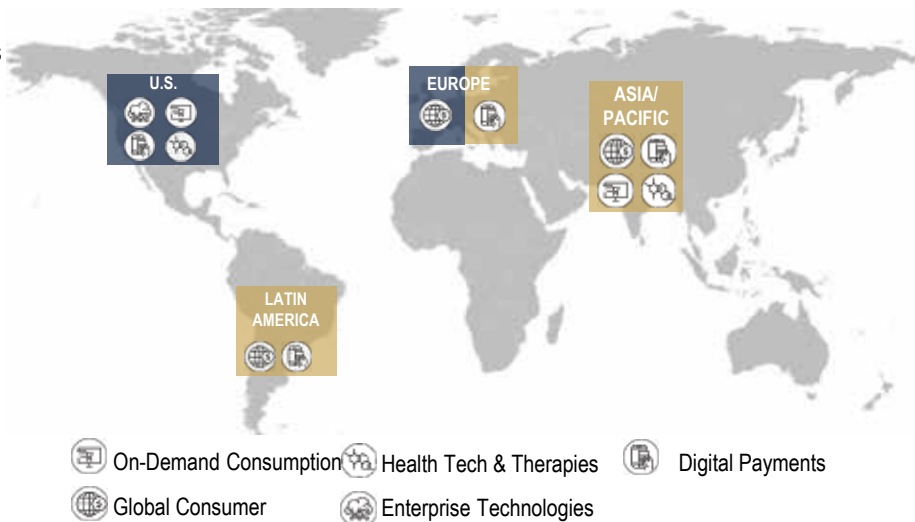 U.S.
EUROPE
ASIA/
PACIFIC
LATIN
AMERICA
On-Demand Consumption
Health Tech & Therapies
Digital Payments
Global Consumer
Enterprise Technologies